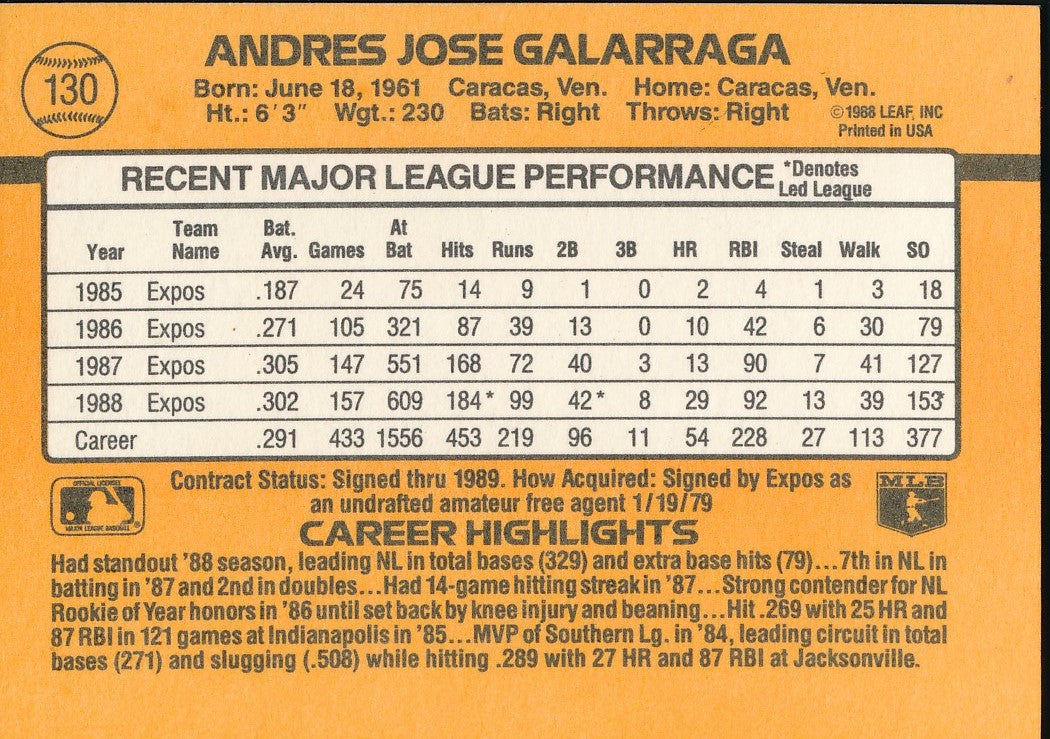 130
ANDRES JOSE GALARRAGA
Born: June 18, 1961 Caracas, Ven. Home: Caracas, Ven.
Ht.: 6'3" Wgt.: 230 Bats: Right Throws: Right
©1988 LEAF, INC
Printed in USA
RECENT MAJOR LEAGUE PERFORMANCE *Denotes Led League
Year Team Name Bat. Avg. Games At Bat Hits Runs 2B 3B HR RBI Steal Walk SO
1985 Expos .187 24 75 14 9 1 0 2 4 1 3 18
1986 Expos .271 105 321 87 39 13 0 10 42 6 30 79
1987 Expos .305 147 551 168 72 40 3 13 90 7 41 127
1988 Expos .302 157 609 184* 99 42* 8 29 92 13 39 153*
Career .291 433 1556 453 219 96 11 54 228 27 113 377
OFFICIAL LICENSEE
MAJOR LEAGUE BASEBALL
®
Contract Status: Signed thru 1989. How Acquired: Signed by Expos as
an undrafted amateur free agent 1/19/79
MLB
CAREER HIGHLIGHTS
Had standout '88 season, leading NL in total bases (329) and extra base hits (79)...7th in NL in
batting in '87 and 2nd in doubles...Had 14-game hitting streak in '87...Strong contender for NL
Rookie of Year honors in '86 until set back by knee injury and beaning...Hit .269 with 25 HR and
87 RBI in 121 games at Indianapolis in '85...MVP of Southern Lg. in '84, leading circuit in total
bases (271) and slugging (.508) while hitting .289 with 27 HR and 87 RBI at Jacksonville.